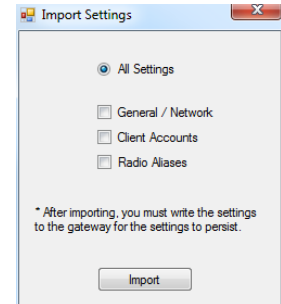 Import Settings
All Settings
General / Network
Client Accounts
Radio Aliases
* After importing, you must write the settings
to the gateway for the settings to persist.
Import